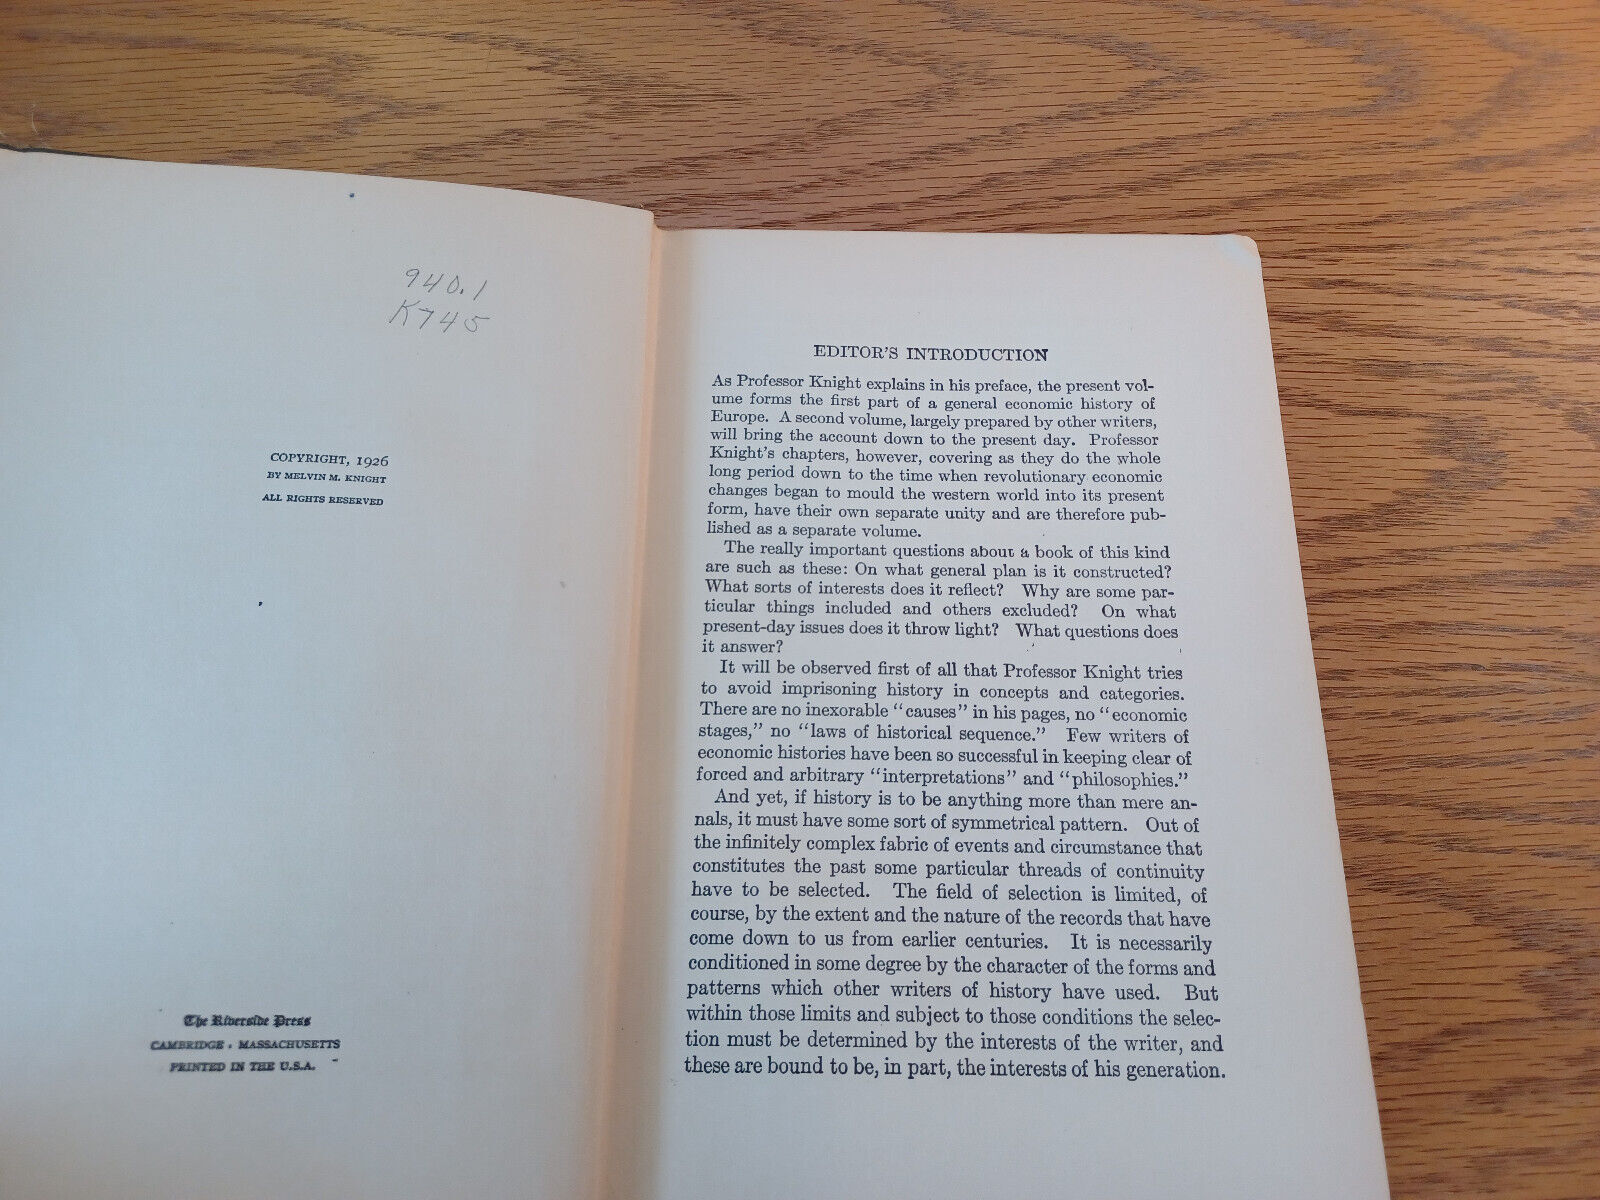 940.1
K745
COPYRIGHT, 1926
BY MELVIN M. KNIGHT
ALL RIGHTS RESERVED
The Riverside Press
CAMBRIDGE . MASSACHUSETTS
PRINTED IN THE U.S.A.
EDITOR'S INTRODUCTION
As Professor Knight explains in his preface, the present vol-
ume forms the first part of a general economic history of
Europe. A second volume, largely prepared by other writers,
will bring the account down to the present day. Professor
Knight's chapters, however, covering as they do the whole
long period down to the time when revolutionary economic
changes began to mould the western world into its present
form, have their own separate unity and are therefore pub-
lished as a separate volume.
The really important questions about a book of this kind
are such as these: On what general plan is it constructed?
What sorts of interests does it reflect? Why are some par-
ticular things included and others excluded? On what
present-day issues does it throw light? What questions does
it answer?
It will be observed first of all that Professor Knight tries
to avoid imprisoning history in concepts and categories.
There are no inexorable "causes" in his pages, no "economic
stages," no "laws of historical sequence." Few writers of
economic histories have been so successful in keeping clear of
forced and arbitrary "interpretations" and "philosophies."
And yet, if history is to be anything more than mere an-
nals, it must have some sort of symmetrical pattern. Out of
the infinitely complex fabric of events and circumstance that
constitutes the past some particular threads of continuity
have to be selected. The field of selection is limited, of
course, by the extent and the nature of the records that have
come down to us from earlier centuries. It is necessarily
conditioned in some degree by the character of the forms and
patterns which other writers of history have used. But
within those limits and subject to those conditions the selec-
tion must be determined by the interests of the writer, and
these are bound to be, in part, the interests of his generation.